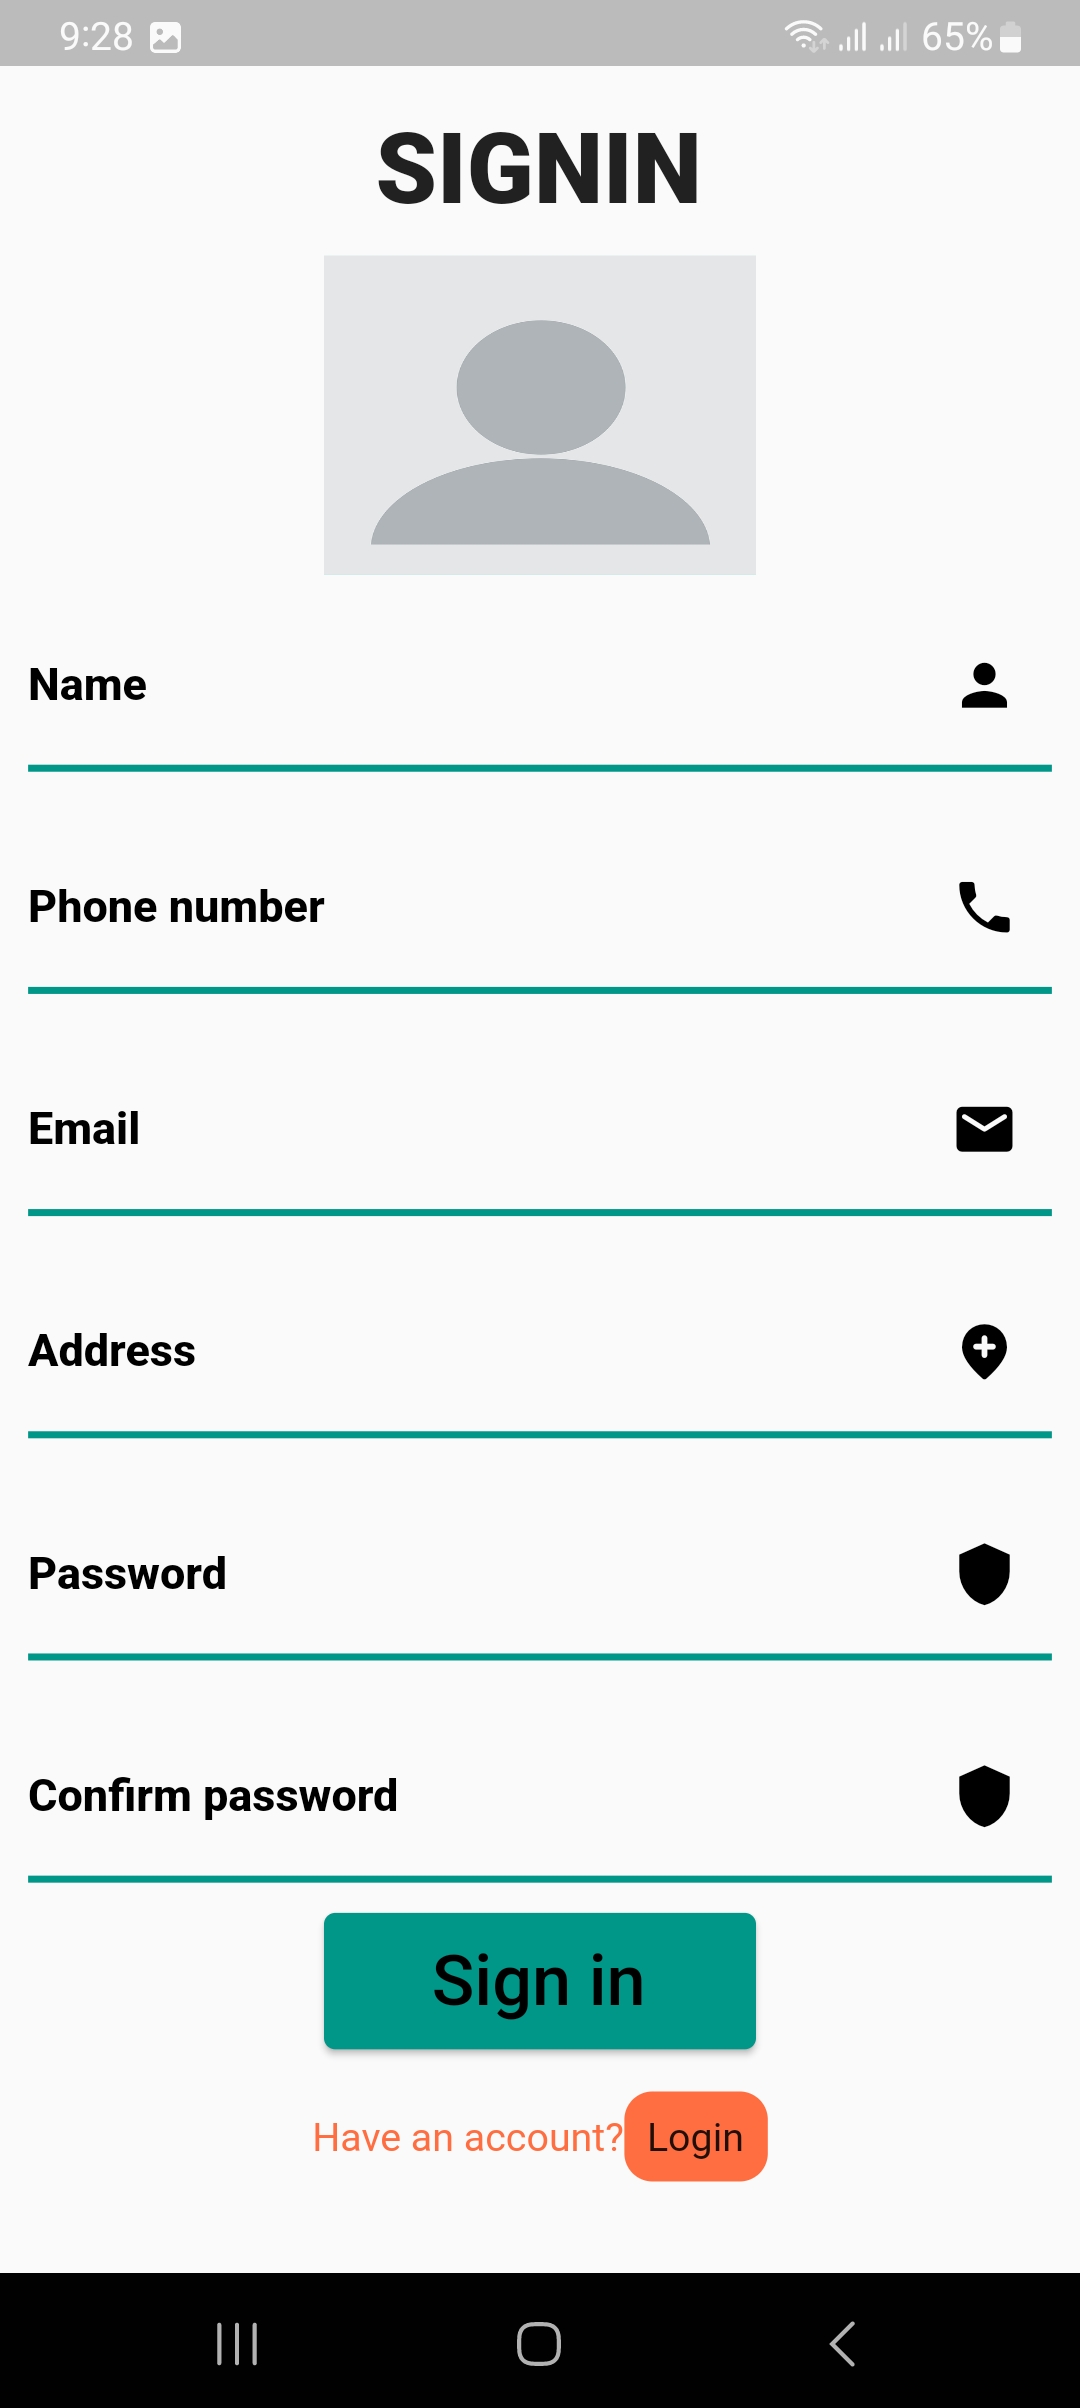 9:28 65%
SIGNIN
Name
Phone number
Email
Address
Password
Confirm password
Sign in
Have an account? Login